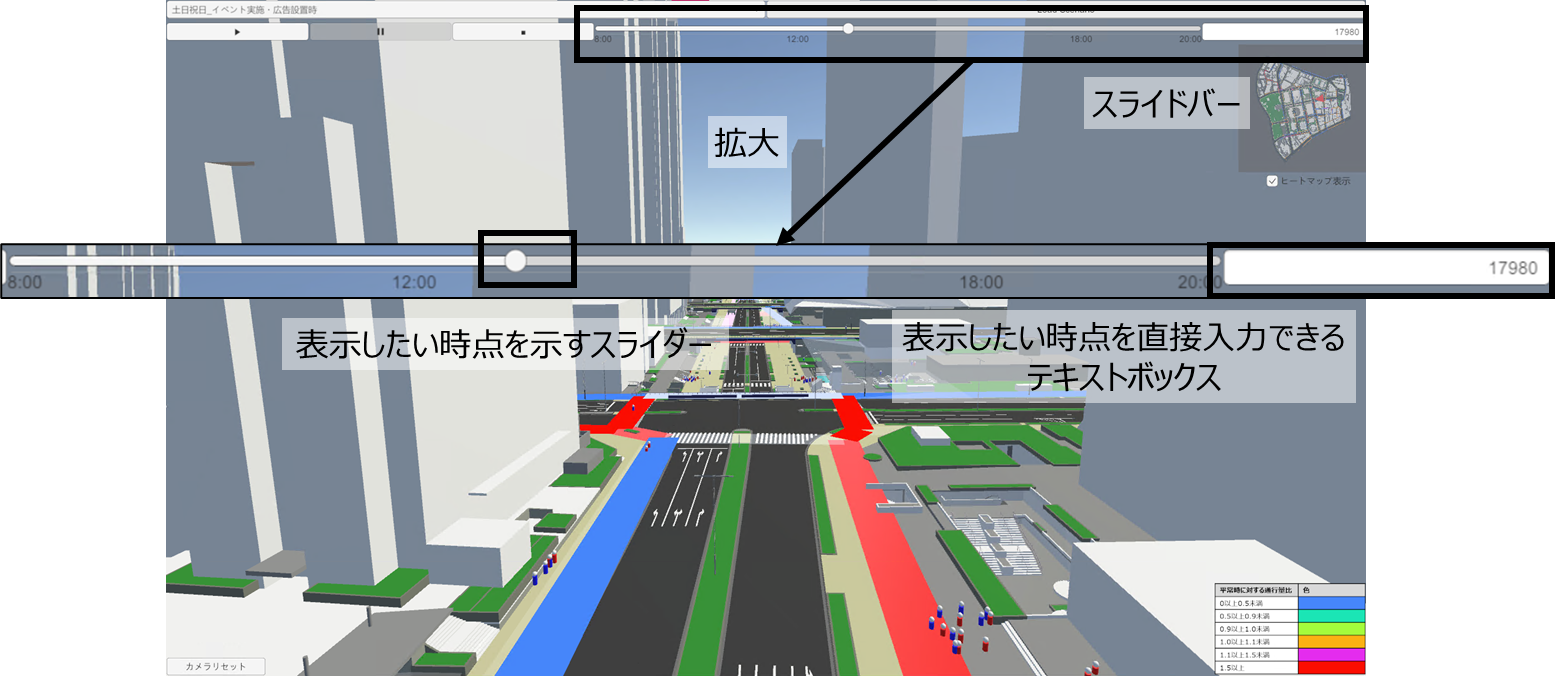 土日祝日_イベント実施・広告設置時
8:00
12:00
18:00
20:00
17980
スライドバー
拡大
ヒートマップ表示
8:00
12:00
18:00
20:00
17980
表示したい時点を示すスライダー
表示したい時点を直接入力できる
テキストボックス
平常時に対する通行量比 色
0以上0.5未満
0.5以上0.9未満
0.9以上1.0未満
1.0以上1.1未満
1.1以上1.5未満
1.5以上
カメラリセット